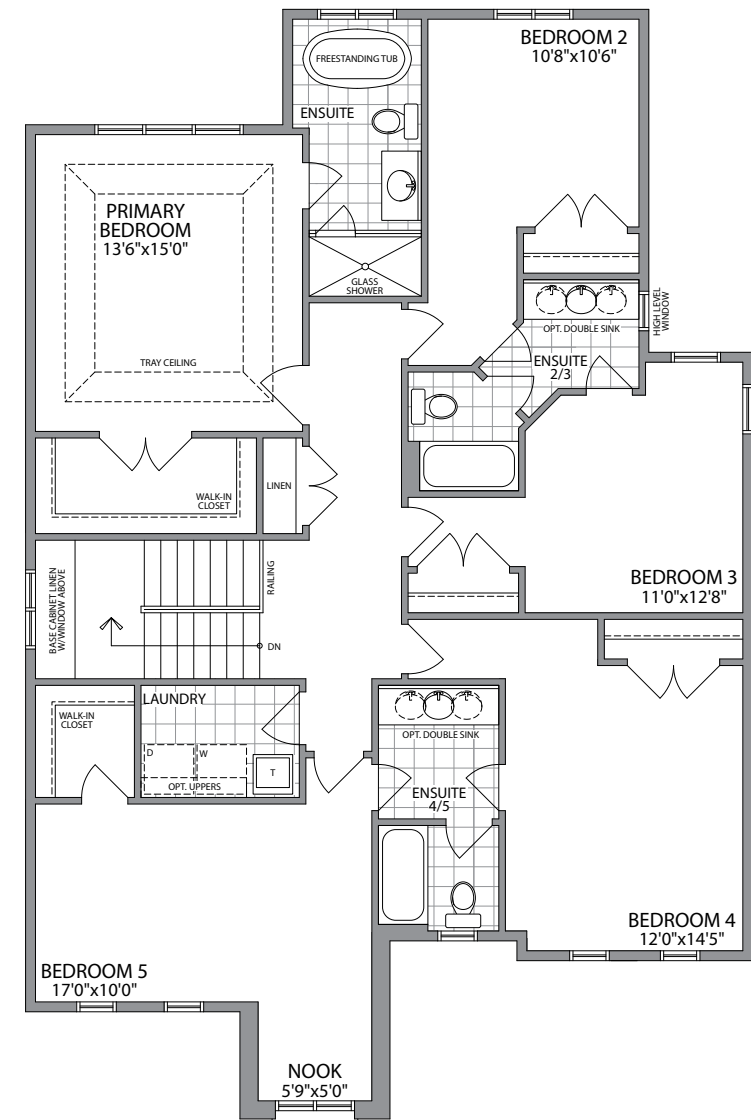 BEDROOM 2
10'8"x10'6"
FREESTANDING TUB
ENSUITE
PRIMARY
BEDROOM
13'6"x15'0"
GLASS
SHOWER
HIGH LEVEL
WINDOW
OPT. DOUBLE SINK
ENSUITE
2/3
TRAY CEILING
LINEN
WALK-IN
CLOSET
BASE CABINET LINEN
W/WINDOW ABOVE
RAILING
DN
BEDROOM 3
11'0"x12'8"
LAUNDRY
WALK-IN
CLOSET
D
W
T
OPT. UPPERS
OPT. DOUBLE SINK
ENSUITE
4/5
BEDROOM 4
12'0"x14'5"
BEDROOM 5
17'0"x10'0"
NOOK
5'9"x5'0"